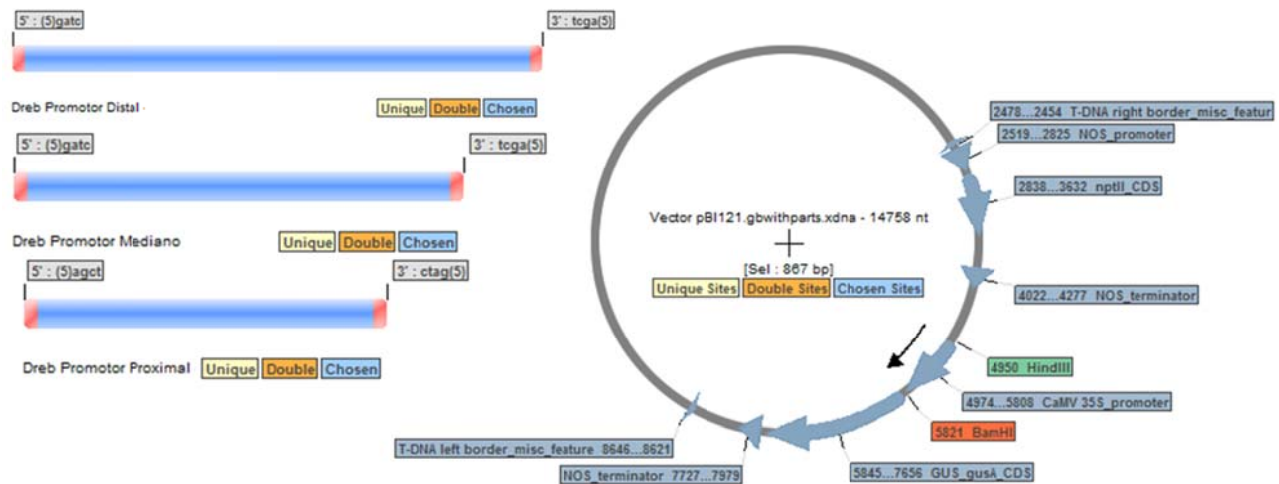 5' : (5)gatc 3' : tcga(5)
Dreb Promotor Distal
Unique Double Chosen
5' : (5)gatc 3' : tcga(5)
Dreb Promotor Mediano
Unique Double Chosen
5' : (5)agct 3' : ctag(5)
Dreb Promotor Proximal Unique Double Chosen
2478...2454 T-DNA right border_misc_featur
2519...2825 NOS_promoter
2838...3632 nptII_CDS
Vector pBI121.gbwithparts.xdna - 14758 nt
[Sel : 867 bp]
Unique Sites Double Sites Chosen Sites
4022...4277 NOS_terminator
4950 HindIII
4974...5808 CaMV 35S_promoter
5821 BamHI
T-DNA left border_misc_feature 8646...8621
NOS_terminator 7727...7979
5845...7656 GUS_gusA_CDS